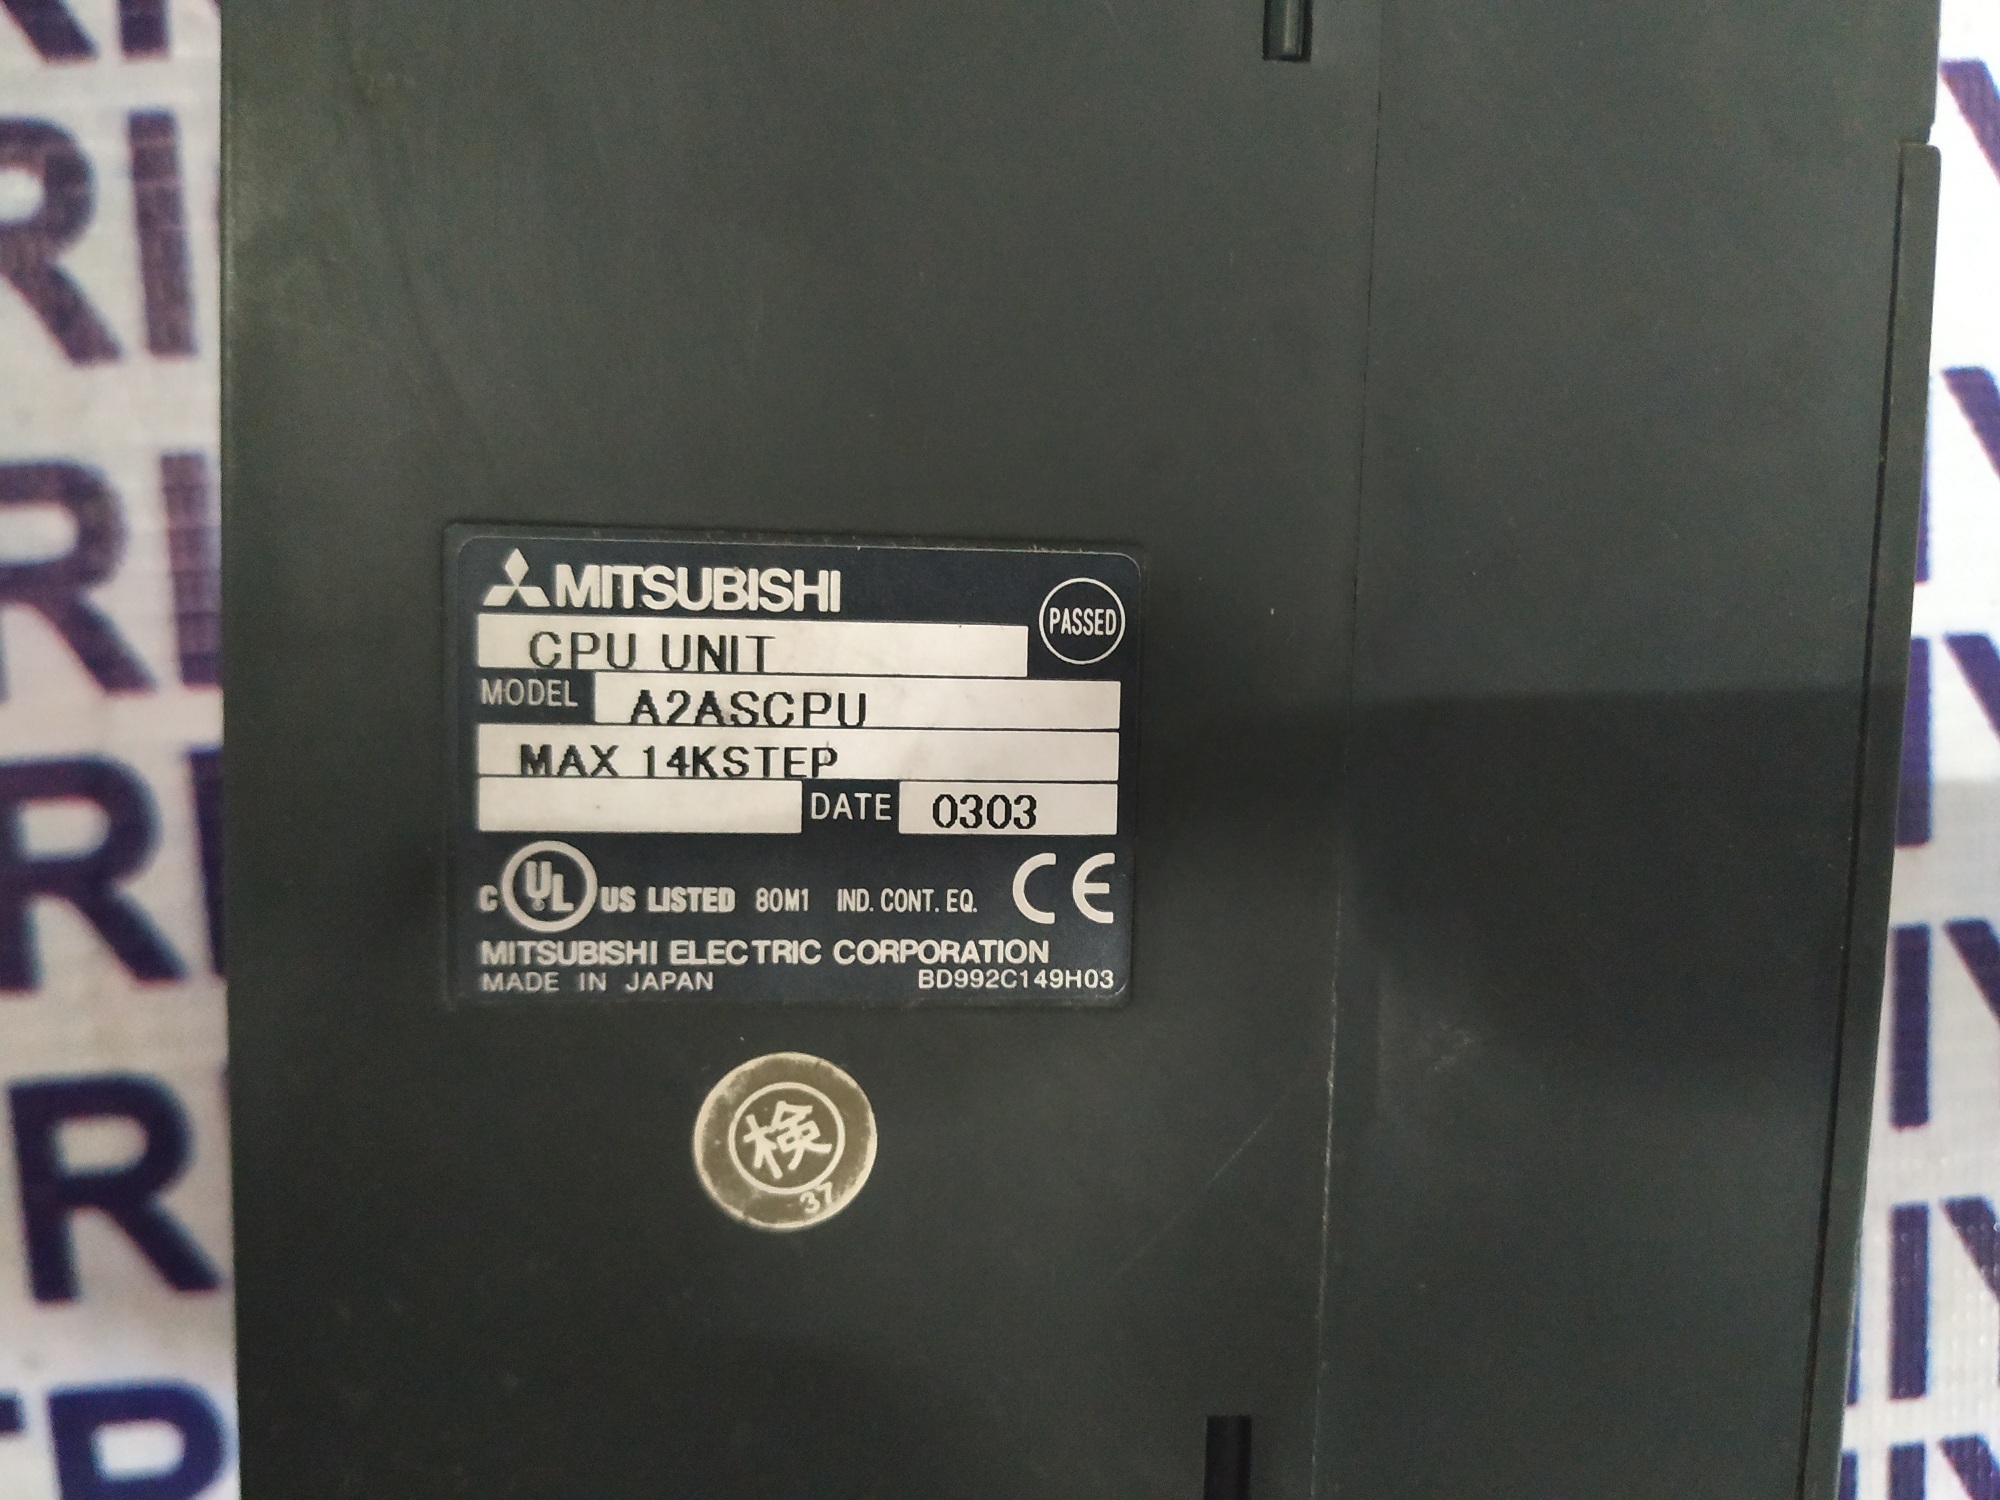 MITSUBISHI
PASSED
CPU UNIT
MODEL A2ASCPU
MAX 14KSTEP
DATE 0303
C UL US LISTED 80M1 IND. CONT. EQ. CE
MITSUBISHI ELECTRIC CORPORATION
MADE IN JAPAN BD992C149H03
検
37